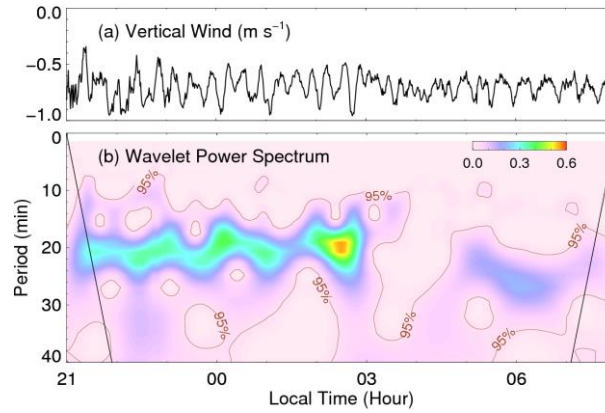 0.0
(a) Vertical Wind (m s⁻¹)
−0.5
−1.0
0
(b) Wavelet Power Spectrum
0.0 0.3 0.6
10
95%
95%
95%
20
Period (min)
30
95%
95%
95%
40
21 00 03 06
Local Time (Hour)